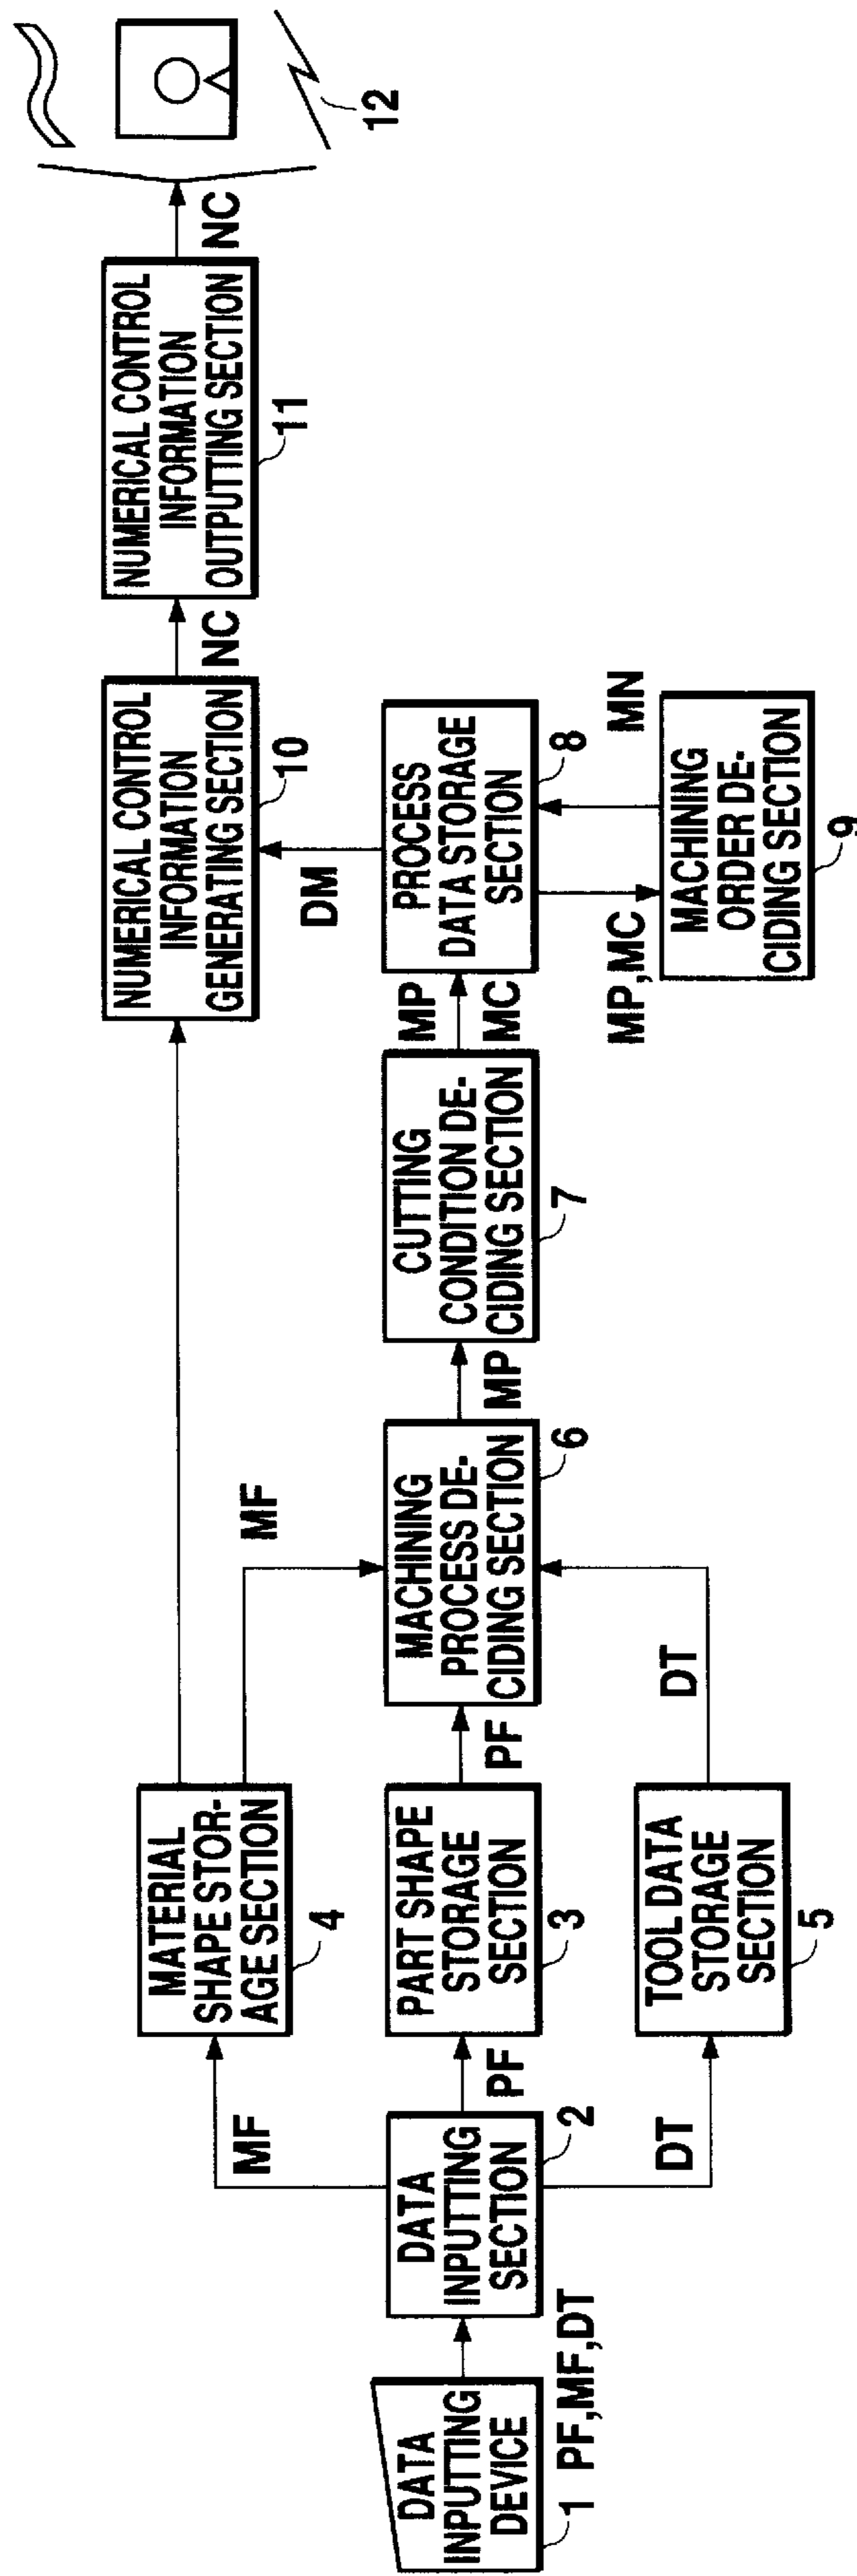 DATA
INPUTTING
DEVICE
1
PF,MF,DT
DATA
INPUTTING
SECTION
2
MF
PF
DT
MATERIAL
SHAPE STOR-
AGE SECTION
4
PART SHAPE
STORAGE
SECTION
3
TOOL DATA
STORAGE
SECTION
5
MF
PF
DT
MACHINING
PROCESS DE-
CIDING SECTION
6
MP
CUTTING
CONDITION DE-
CIDING SECTION
7
MP
MC
PROCESS
DATA STORAGE
SECTION
8
MP,MC
MN
MACHINING
ORDER DE-
CIDING SECTION
9
DM
NUMERICAL CONTROL
INFORMATION
GENERATING SECTION
10
NC
NUMERICAL CONTROL
INFORMATION
OUTPUTTING SECTION
11
NC
12